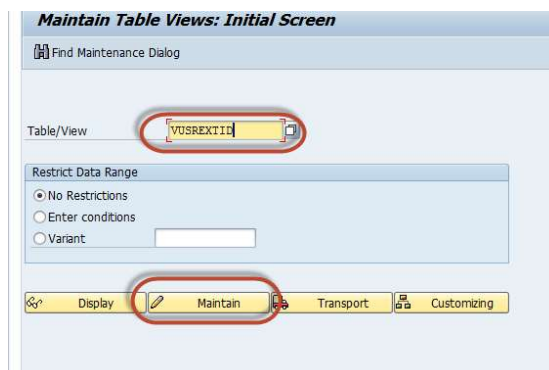 Maintain Table Views: Initial Screen
Find Maintenance Dialog
Table/View VUSREXTID
Restrict Data Range
No Restrictions
Enter conditions
Variant
Display Maintain Transport Customizing